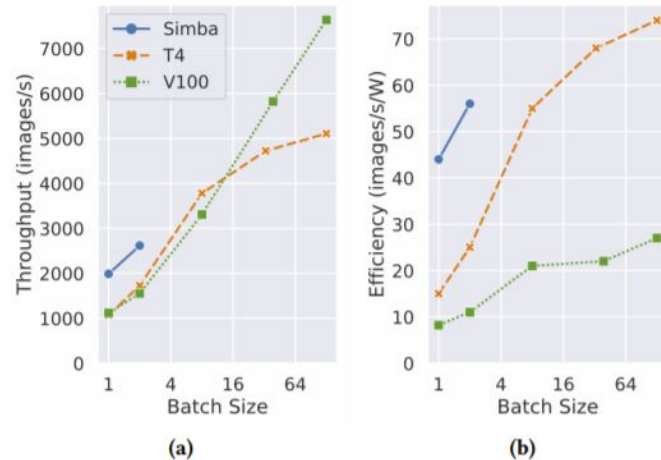 Simba
T4
V100
Throughput (images/s)
7000
6000
5000
4000
3000
2000
1000
0
1 4 16 64
Batch Size
(a)
Efficiency (images/s/W)
70
60
50
40
30
20
10
0
1 4 16 64
Batch Size
(b)